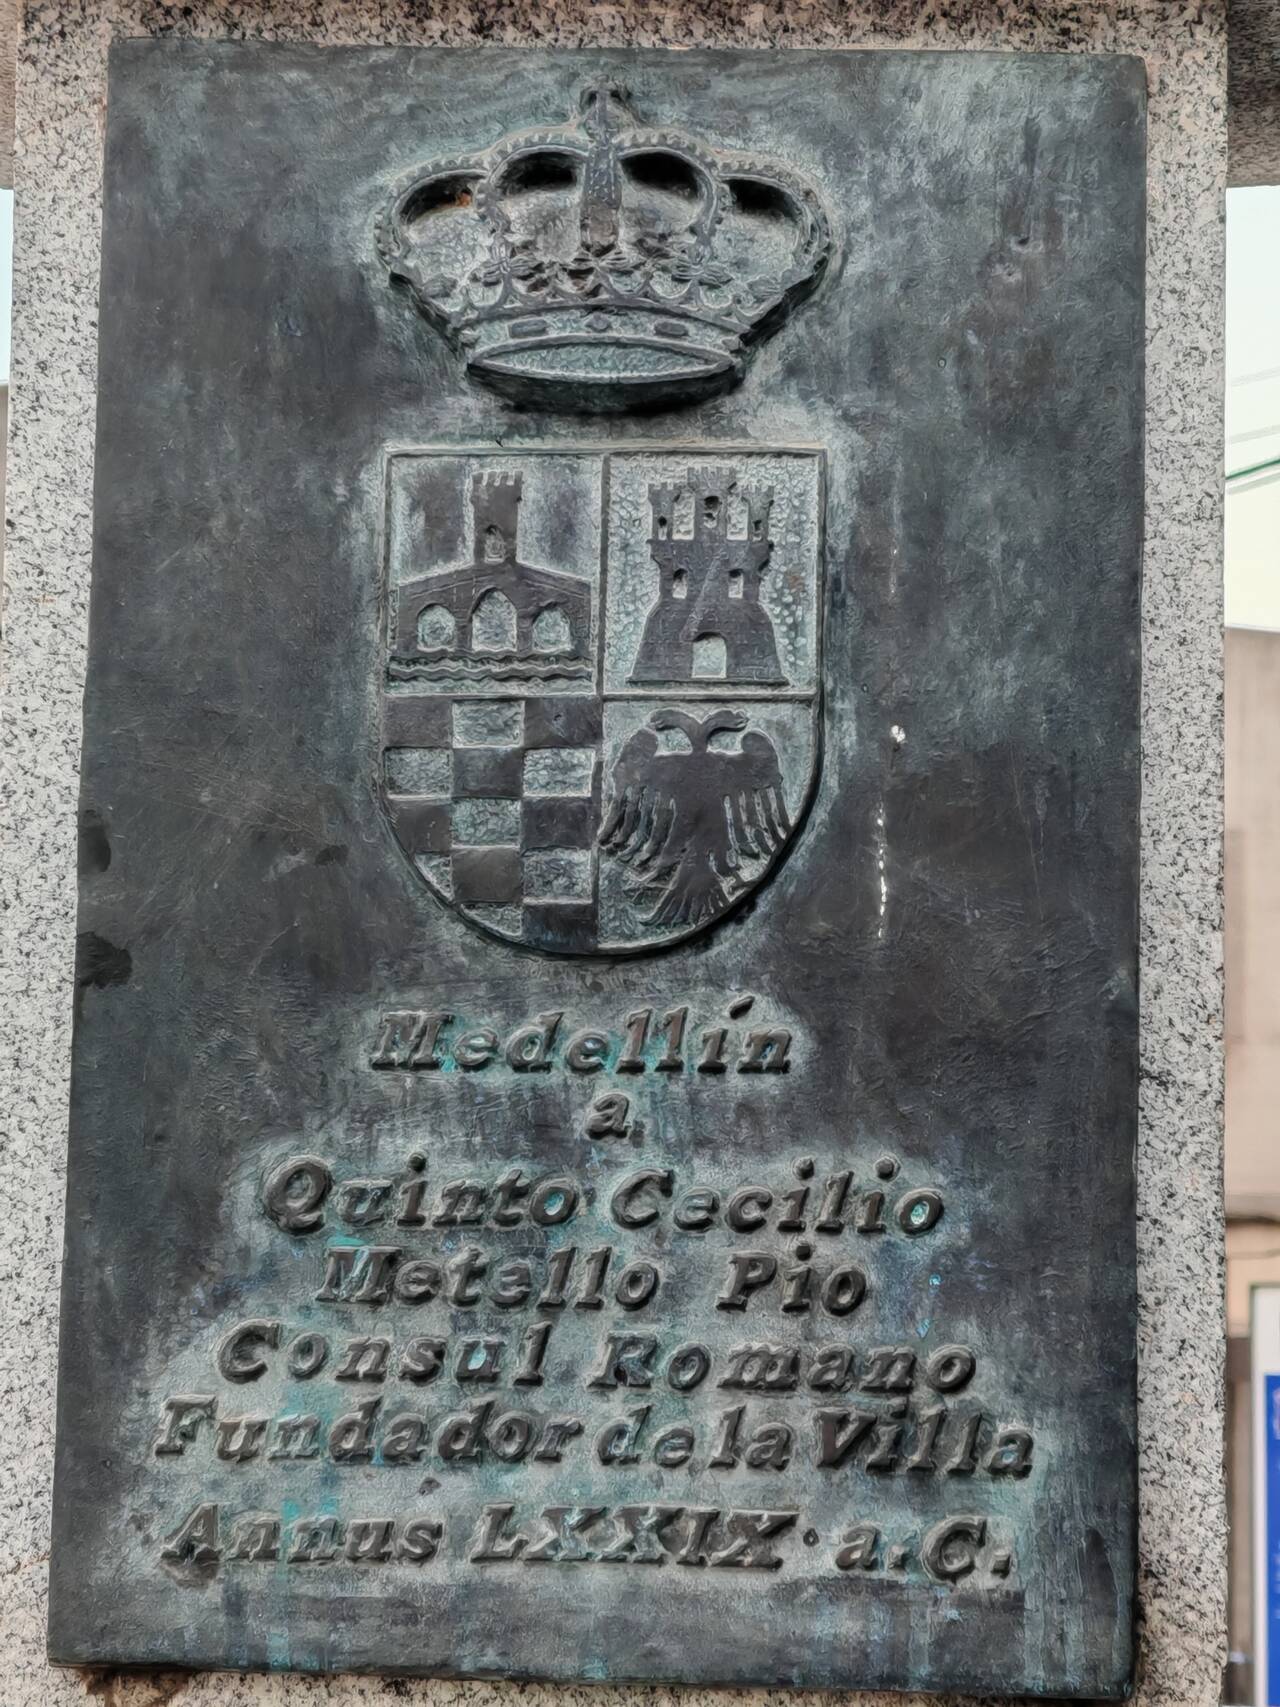 Medellín
a
Quinto Cecilio
Metello Pio
Consul Romano
Fundador de la Villa
Annus LXXIX · a. C.